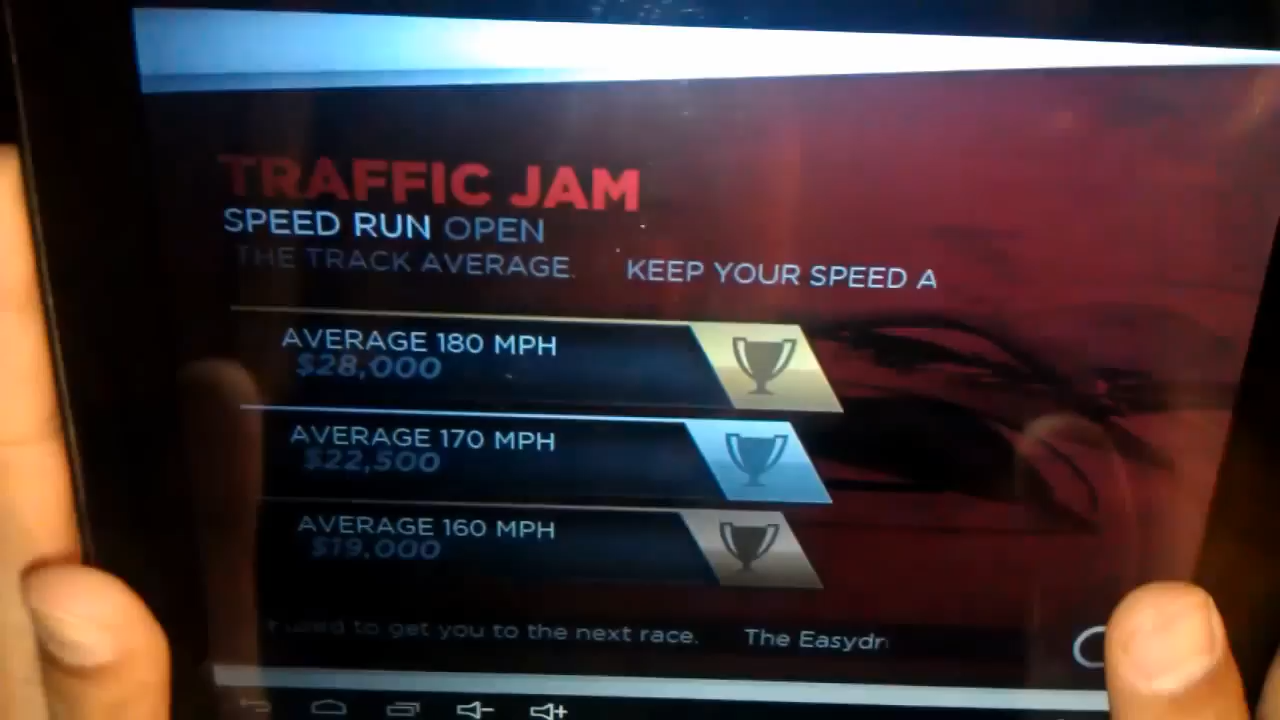 TRAFFIC JAM
SPEED RUN OPEN
THE TRACK AVERAGE. KEEP YOUR SPEED A
AVERAGE 180 MPH
$28,000
AVERAGE 170 MPH
$22,500
AVERAGE 160 MPH
$19,000
used to get you to the next race. The Easydr